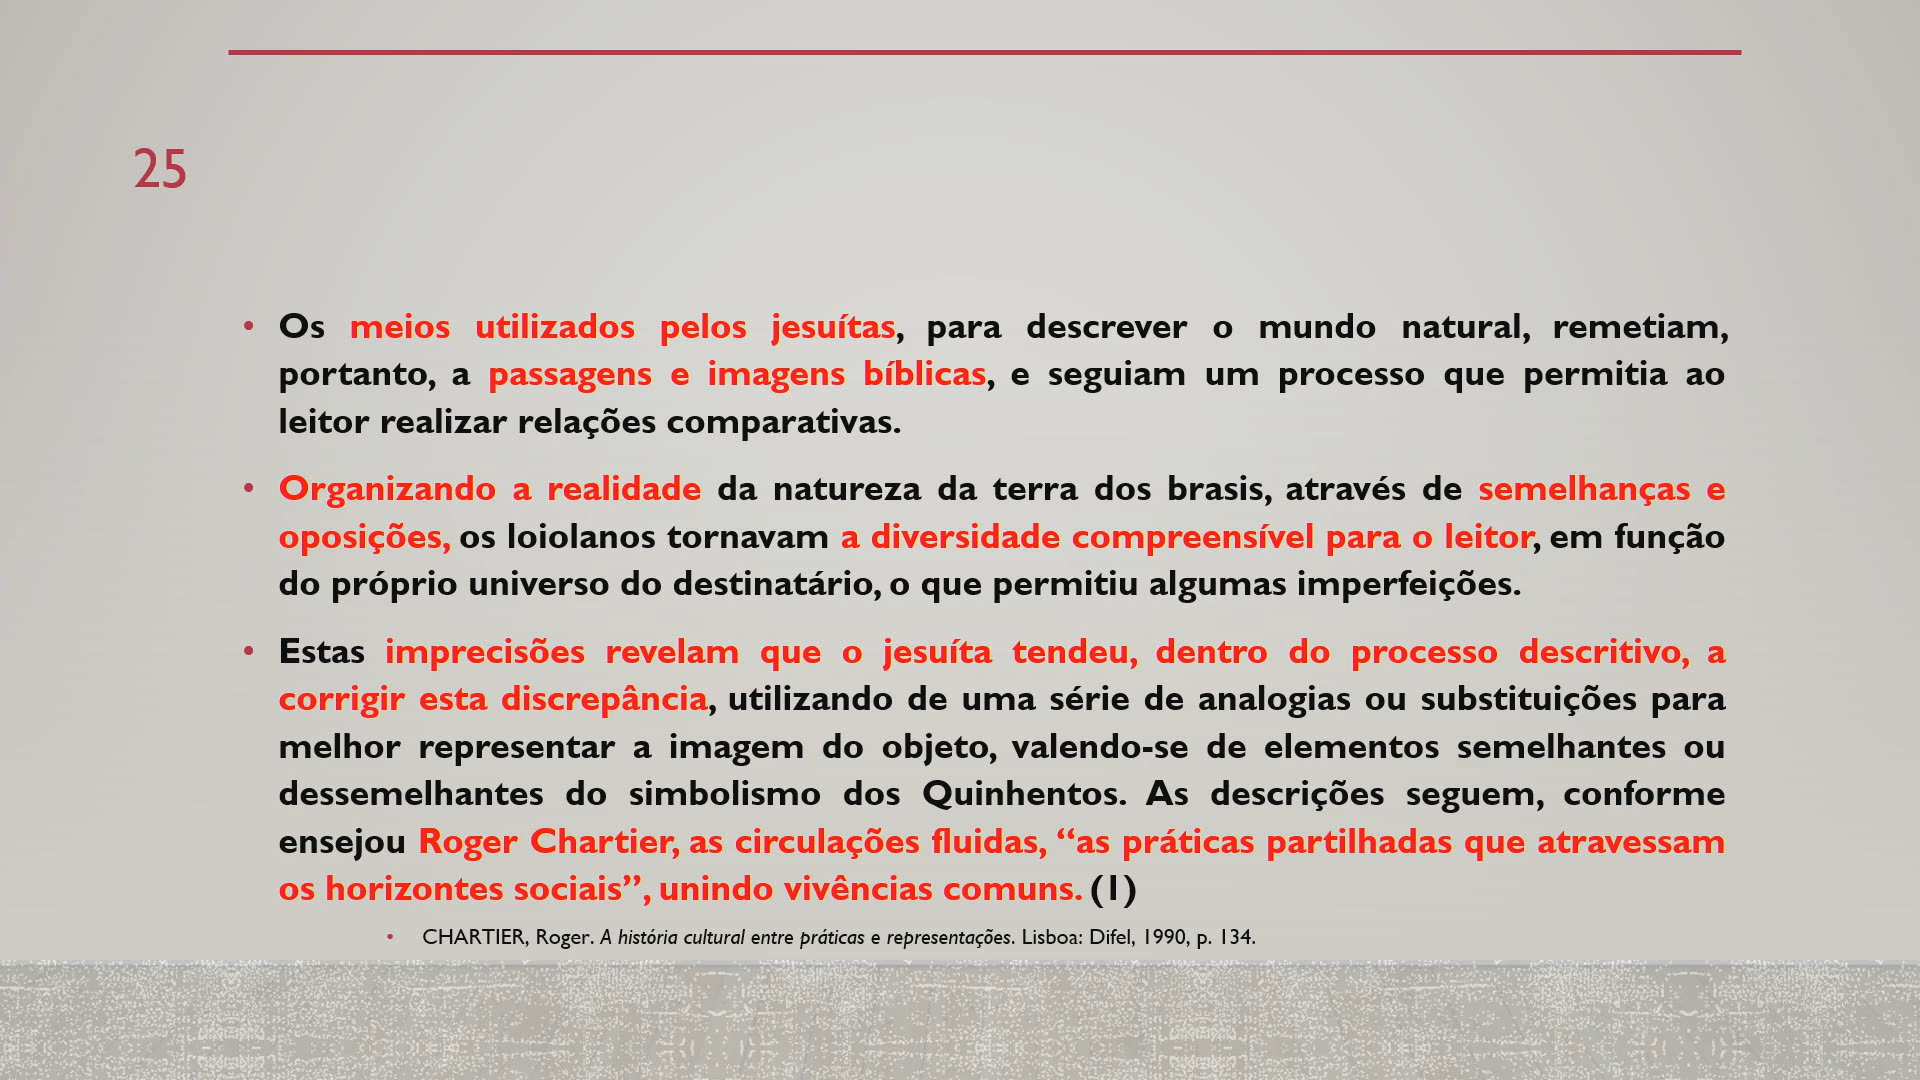 25
• Os meios utilizados pelos jesuítas, para descrever o mundo natural, remetiam,
portanto, a passagens e imagens bíblicas, e seguiam um processo que permitia ao
leitor realizar relações comparativas.
• Organizando a realidade da natureza da terra dos brasis, através de semelhanças e
oposições, os loiolanos tornavam a diversidade compreensível para o leitor, em função
do próprio universo do destinatário, o que permitiu algumas imperfeições.
• Estas imprecisões revelam que o jesuíta tendeu, dentro do processo descritivo, a
corrigir esta discrepância, utilizando de uma série de analogias ou substituições para
melhor representar a imagem do objeto, valendo-se de elementos semelhantes ou
dessemelhantes do simbolismo dos Quinhentos. As descrições seguem, conforme
ensejou Roger Chartier, as circulações fluidas, “as práticas partilhadas que atravessam
os horizontes sociais”, unindo vivências comuns. (1)
• CHARTIER, Roger. A história cultural entre práticas e representações. Lisboa: Difel, 1990, p. 134.